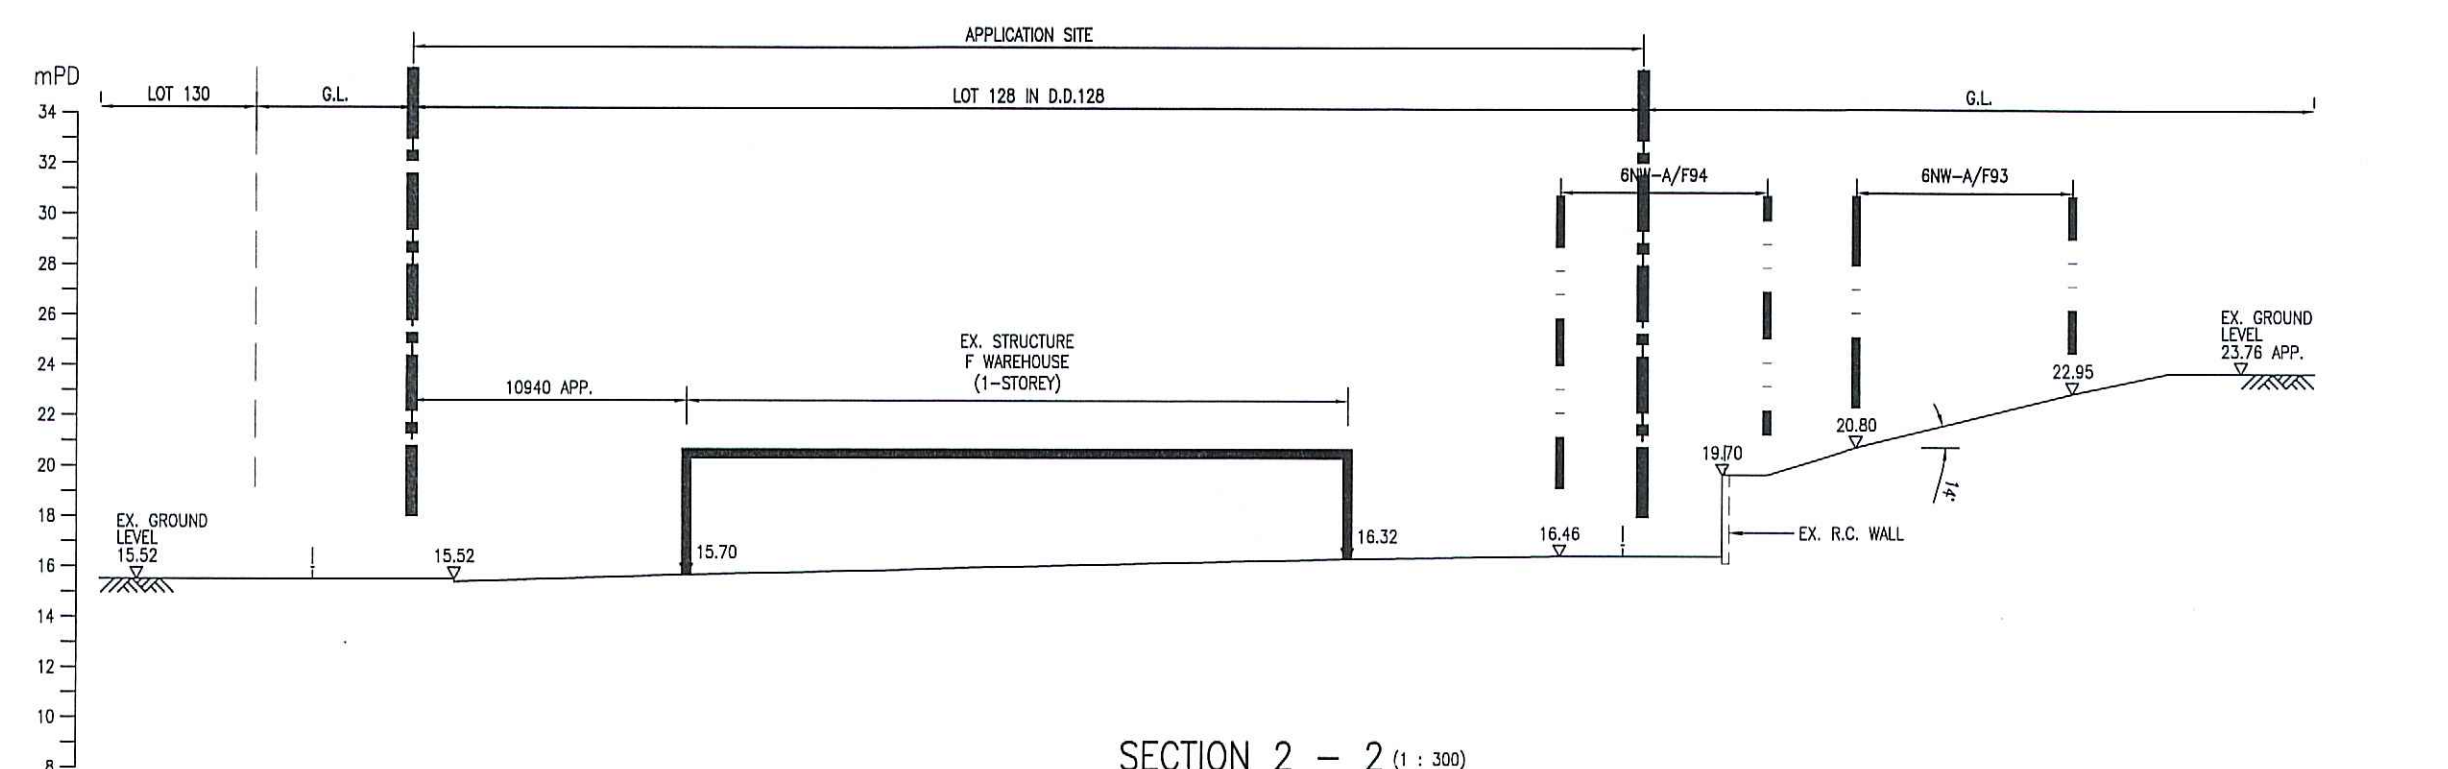 APPLICATION SITE
mPD
LOT 130
G.L.
LOT 128 IN D.D.128
G.L.
34
32
30
28
26
24
22
20
18
16
14
12
10
8
6NW-A/F94
6NW-A/F93
EX. STRUCTURE
F WAREHOUSE
(1-STOREY)
10940 APP.
EX. GROUND
LEVEL
23.76 APP.
22.95
20.80
19.70
14°
EX. GROUND
LEVEL
15.52
15.52
15.70
16.32
16.46
EX. R.C. WALL
SECTION 2 - 2 (1 : 300)